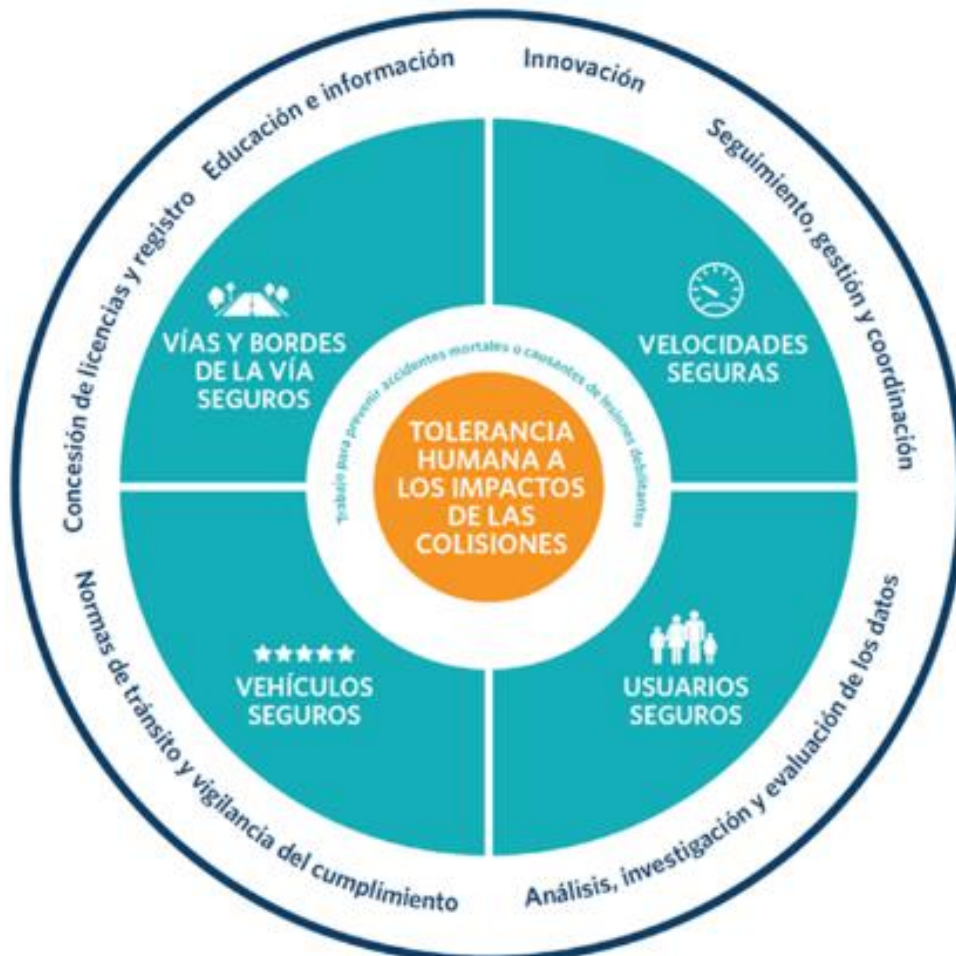 Educación e información
Innovación
Seguimiento, gestión y coordinación
Concesión de licencias y registro
VÍAS Y BORDES
DE LA VÍA
SEGUROS
VELOCIDADES
SEGURAS
Trabajo para prevenir accidentes mortales o causantes de lesiones debilitantes
TOLERANCIA
HUMANA A
LOS IMPACTOS
DE LAS
COLISIONES
VEHÍCULOS
SEGUROS
USUARIOS
SEGUROS
Normas de tránsito y vigilancia del cumplimiento
Análisis, investigación y evaluación de los datos